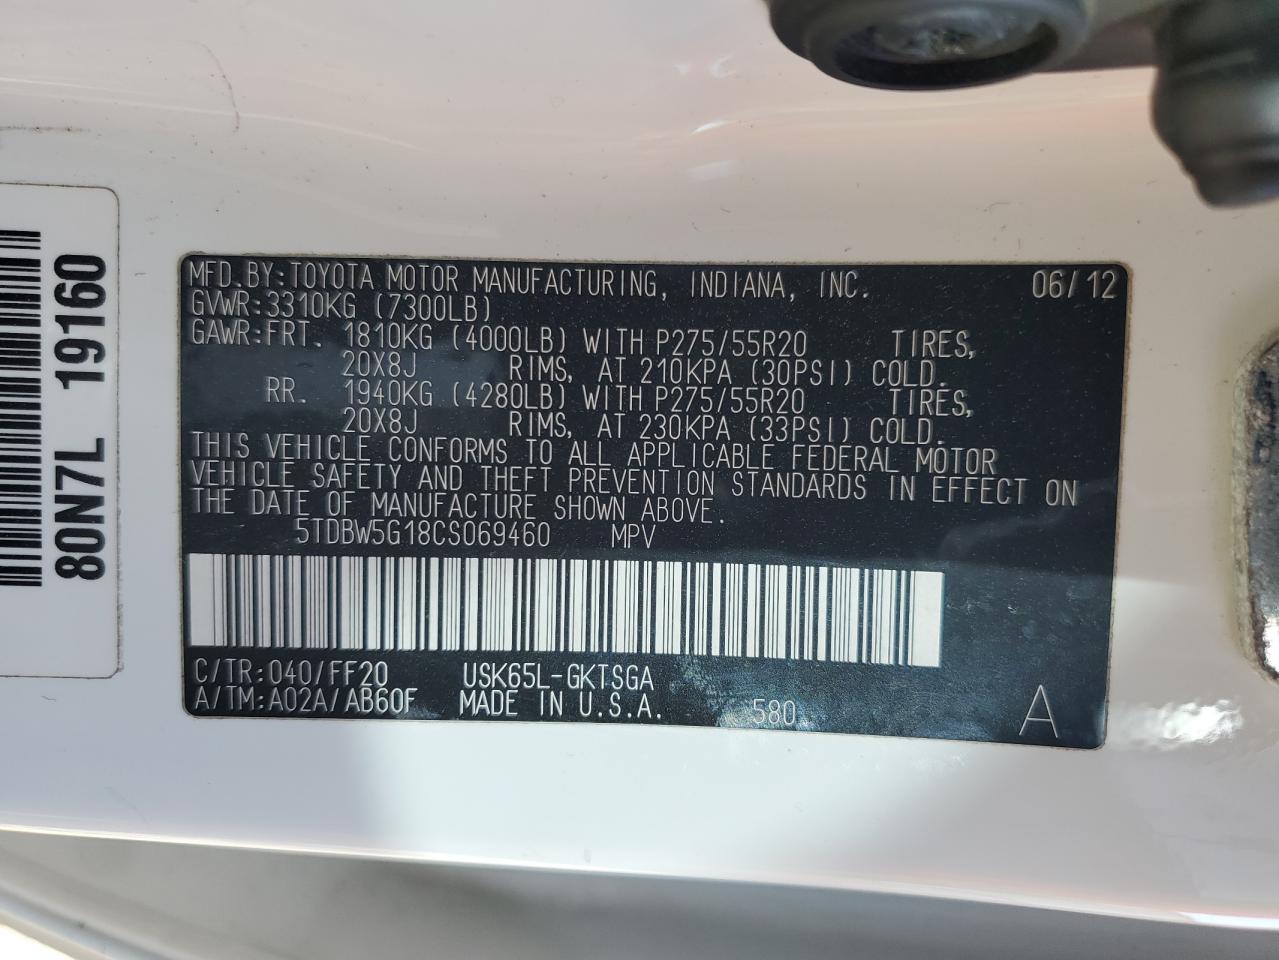 80N7L 19160
MFD.BY:TOYOTA MOTOR MANUFACTURING, INDIANA, INC. 06/12
GVWR:3310KG (7300LB)
GAWR:FRT. 1810KG (4000LB) WITH P275/55R20 TIRES,
20X8J RIMS, AT 210KPA (30PSI) COLD.
RR. 1940KG (4280LB) WITH P275/55R20 TIRES,
20X8J RIMS, AT 230KPA (33PSI) COLD.
THIS VEHICLE CONFORMS TO ALL APPLICABLE FEDERAL MOTOR
VEHICLE SAFETY AND THEFT PREVENTION STANDARDS IN EFFECT ON
THE DATE OF MANUFACTURE SHOWN ABOVE.
5TDBW5G18CS069460 MPV
C/TR:040/FF20 USK65L-GKTSGA
A/TM:A02A/AB60F MADE IN U.S.A. 580 A